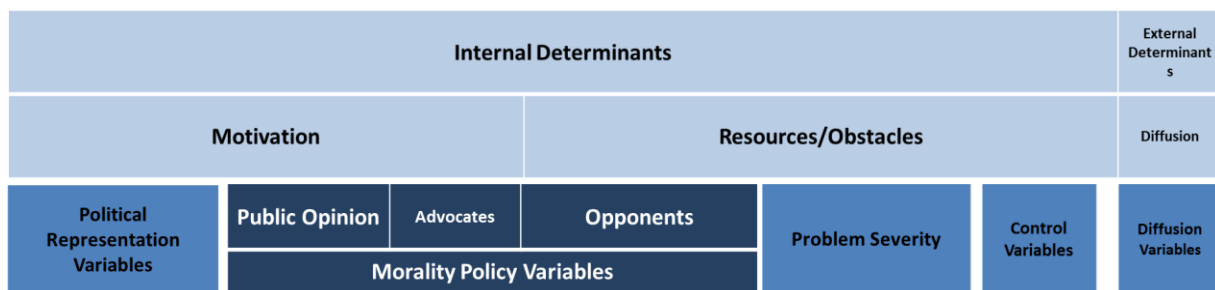 Internal Determinants
External
Determinant
s
Motivation
Resources/Obstacles
Diffusion
Political
Representation
Variables
Public Opinion
Advocates
Opponents
Morality Policy Variables
Problem Severity
Control
Variables
Diffusion
Variables